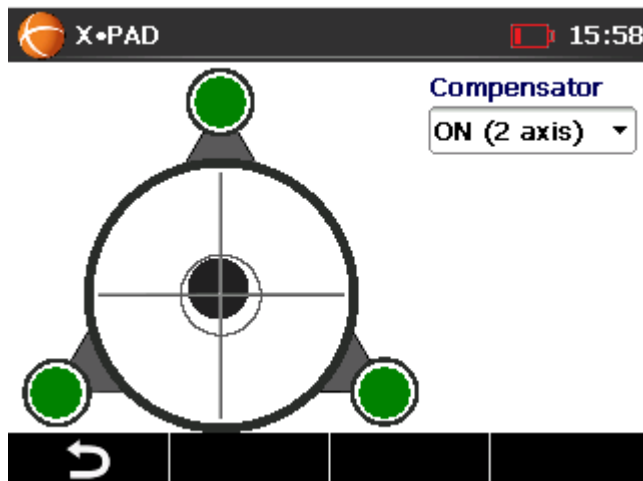 X•PAD
15:58
Compensator
ON (2 axis)